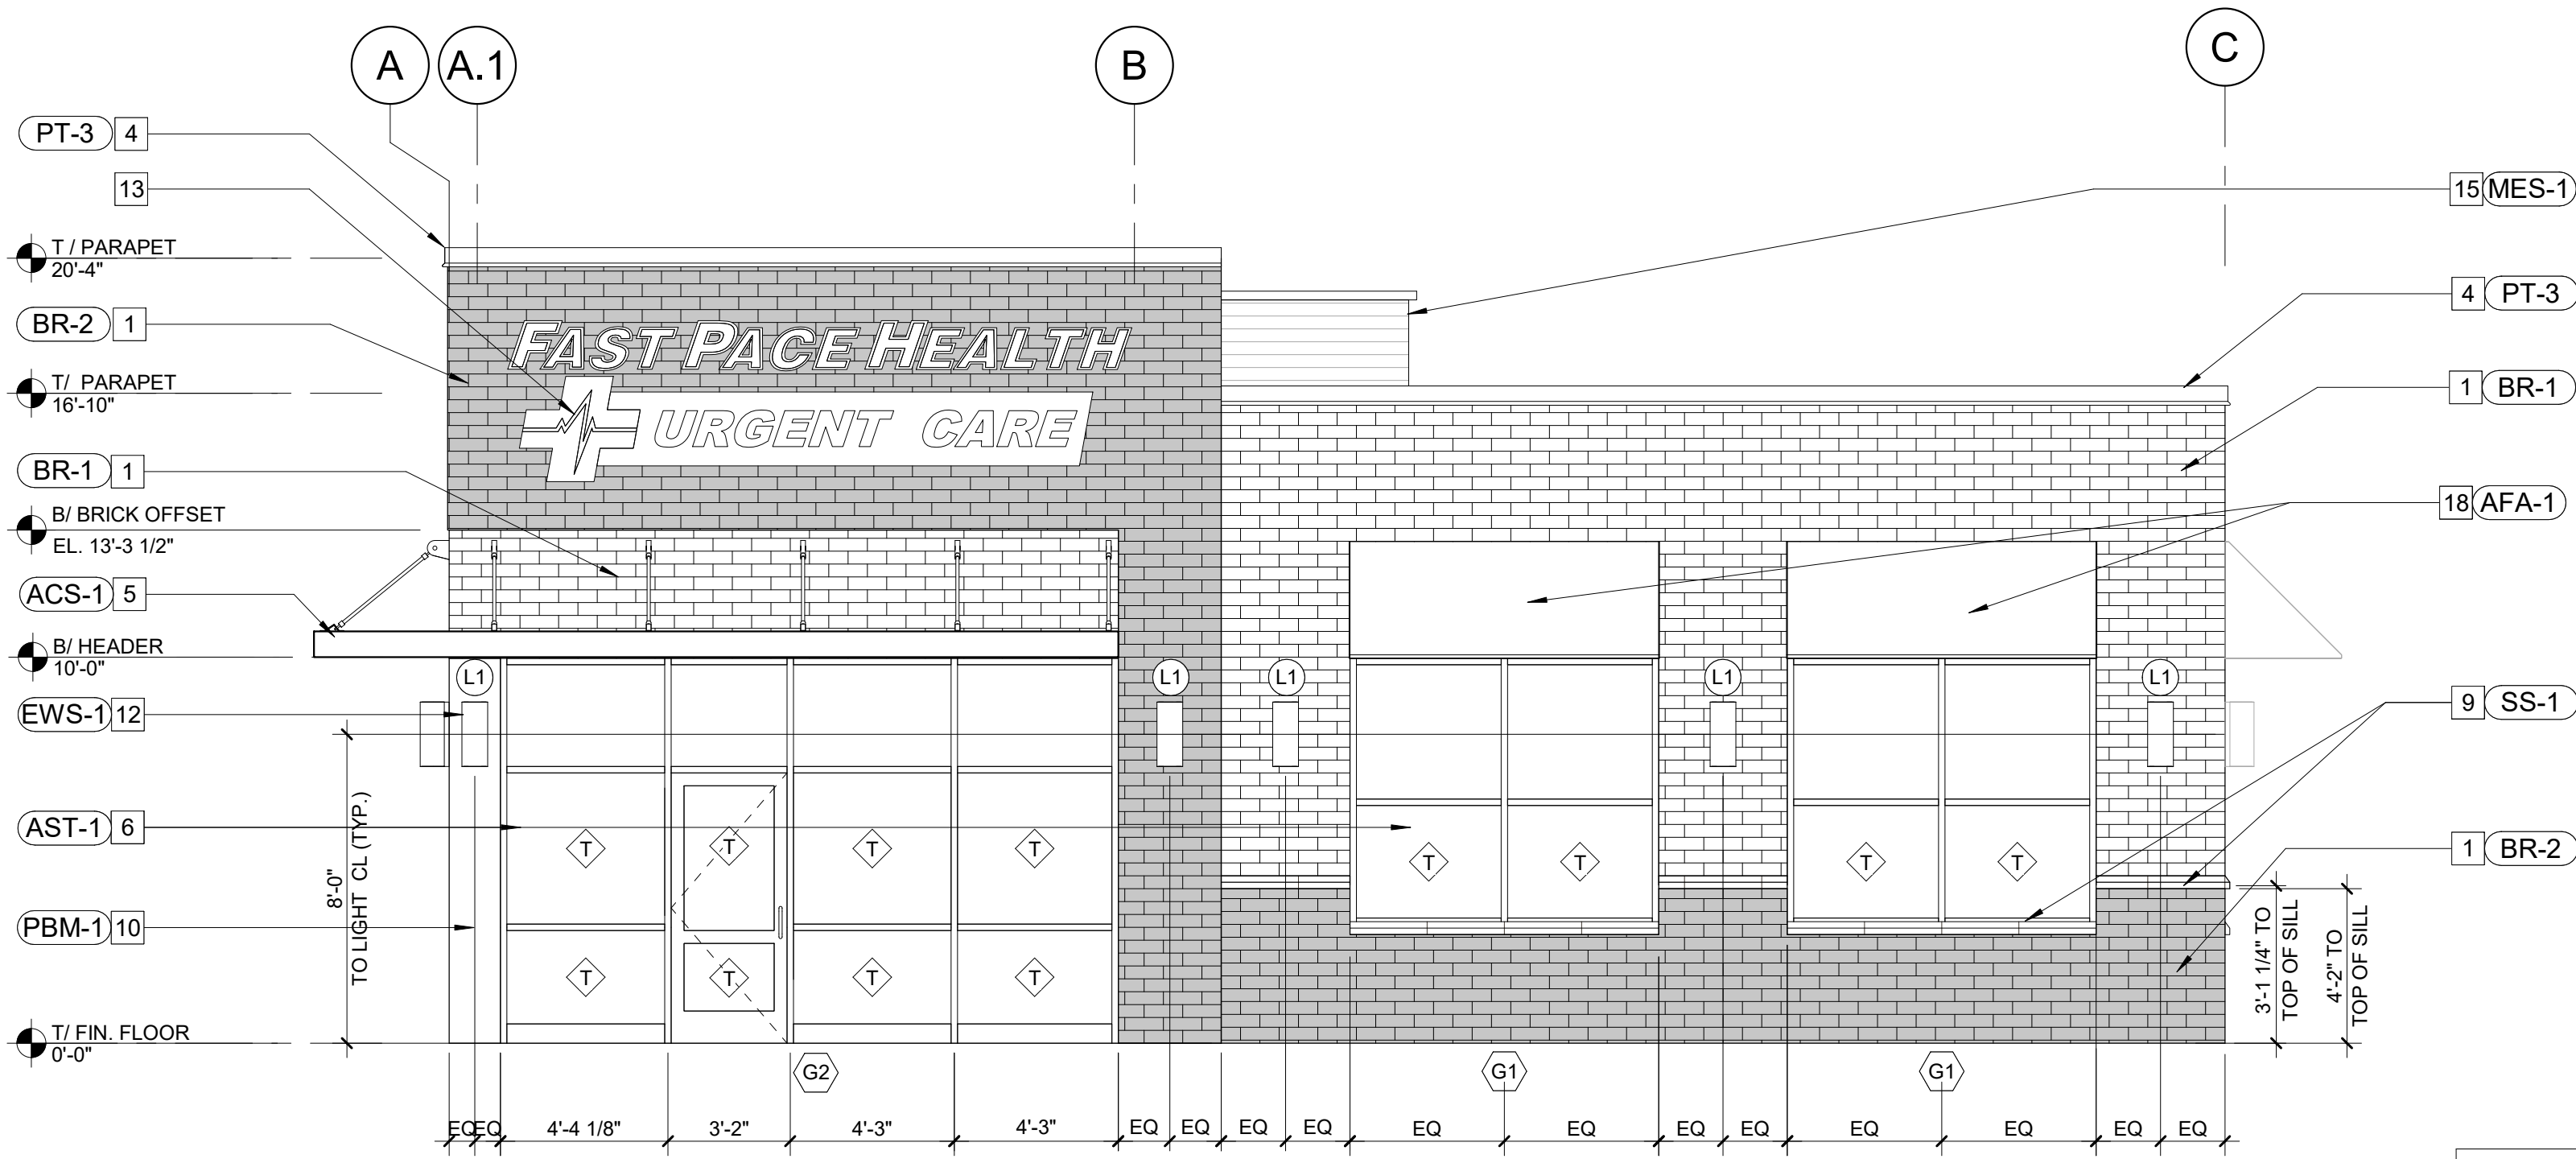 A
A.1
B
C
PT-3 4
13
15 MES-1
T / PARAPET
20'-4"
4 PT-3
BR-2 1
FAST PACE HEALTH
T/ PARAPET
16'-10"
1 BR-1
URGENT CARE
BR-1 1
18 AFA-1
B/ BRICK OFFSET
EL. 13'-3 1/2"
ACS-1 5
B/ HEADER
10'-0"
L1
L1
L1
L1
L1
EWS-1 12
9 SS-1
AST-1 6
8'-0"
TO LIGHT CL (TYP.)
T
T
T
T
T
T
T
T
1 BR-2
PBM-1 10
3'-1 1/4" TO
TOP OF SILL
4'-2" TO
TOP OF SILL
T
T
T
T
T/ FIN. FLOOR
0'-0"
G2
G1
G1
EQ
EQ
4'-4 1/8"
3'-2"
4'-3"
4'-3"
EQ
EQ
EQ
EQ
EQ
EQ
EQ
EQ
EQ
EQ
EQ
EQ